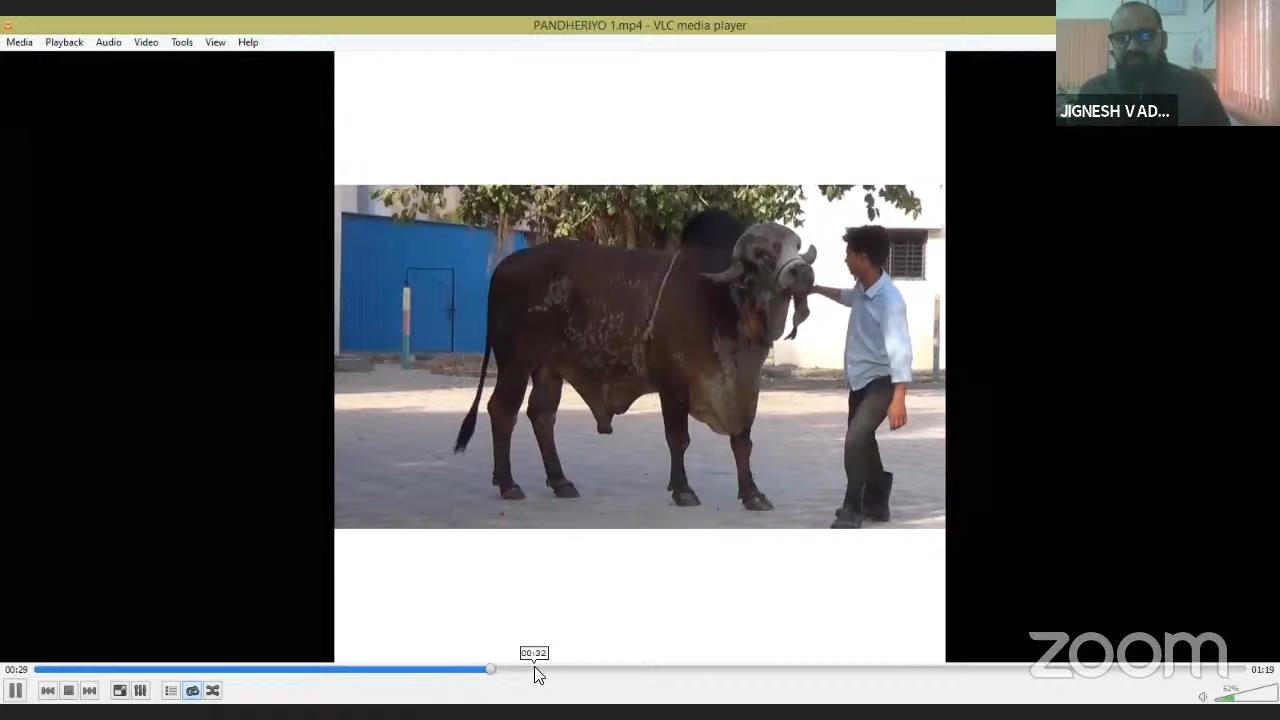 PANDHERIYO 1.mp4 - VLC media player
Media Playback Audio Video Tools View Help
JIGNESH V AD...
00:32
00:29
01:19
62%
zoom